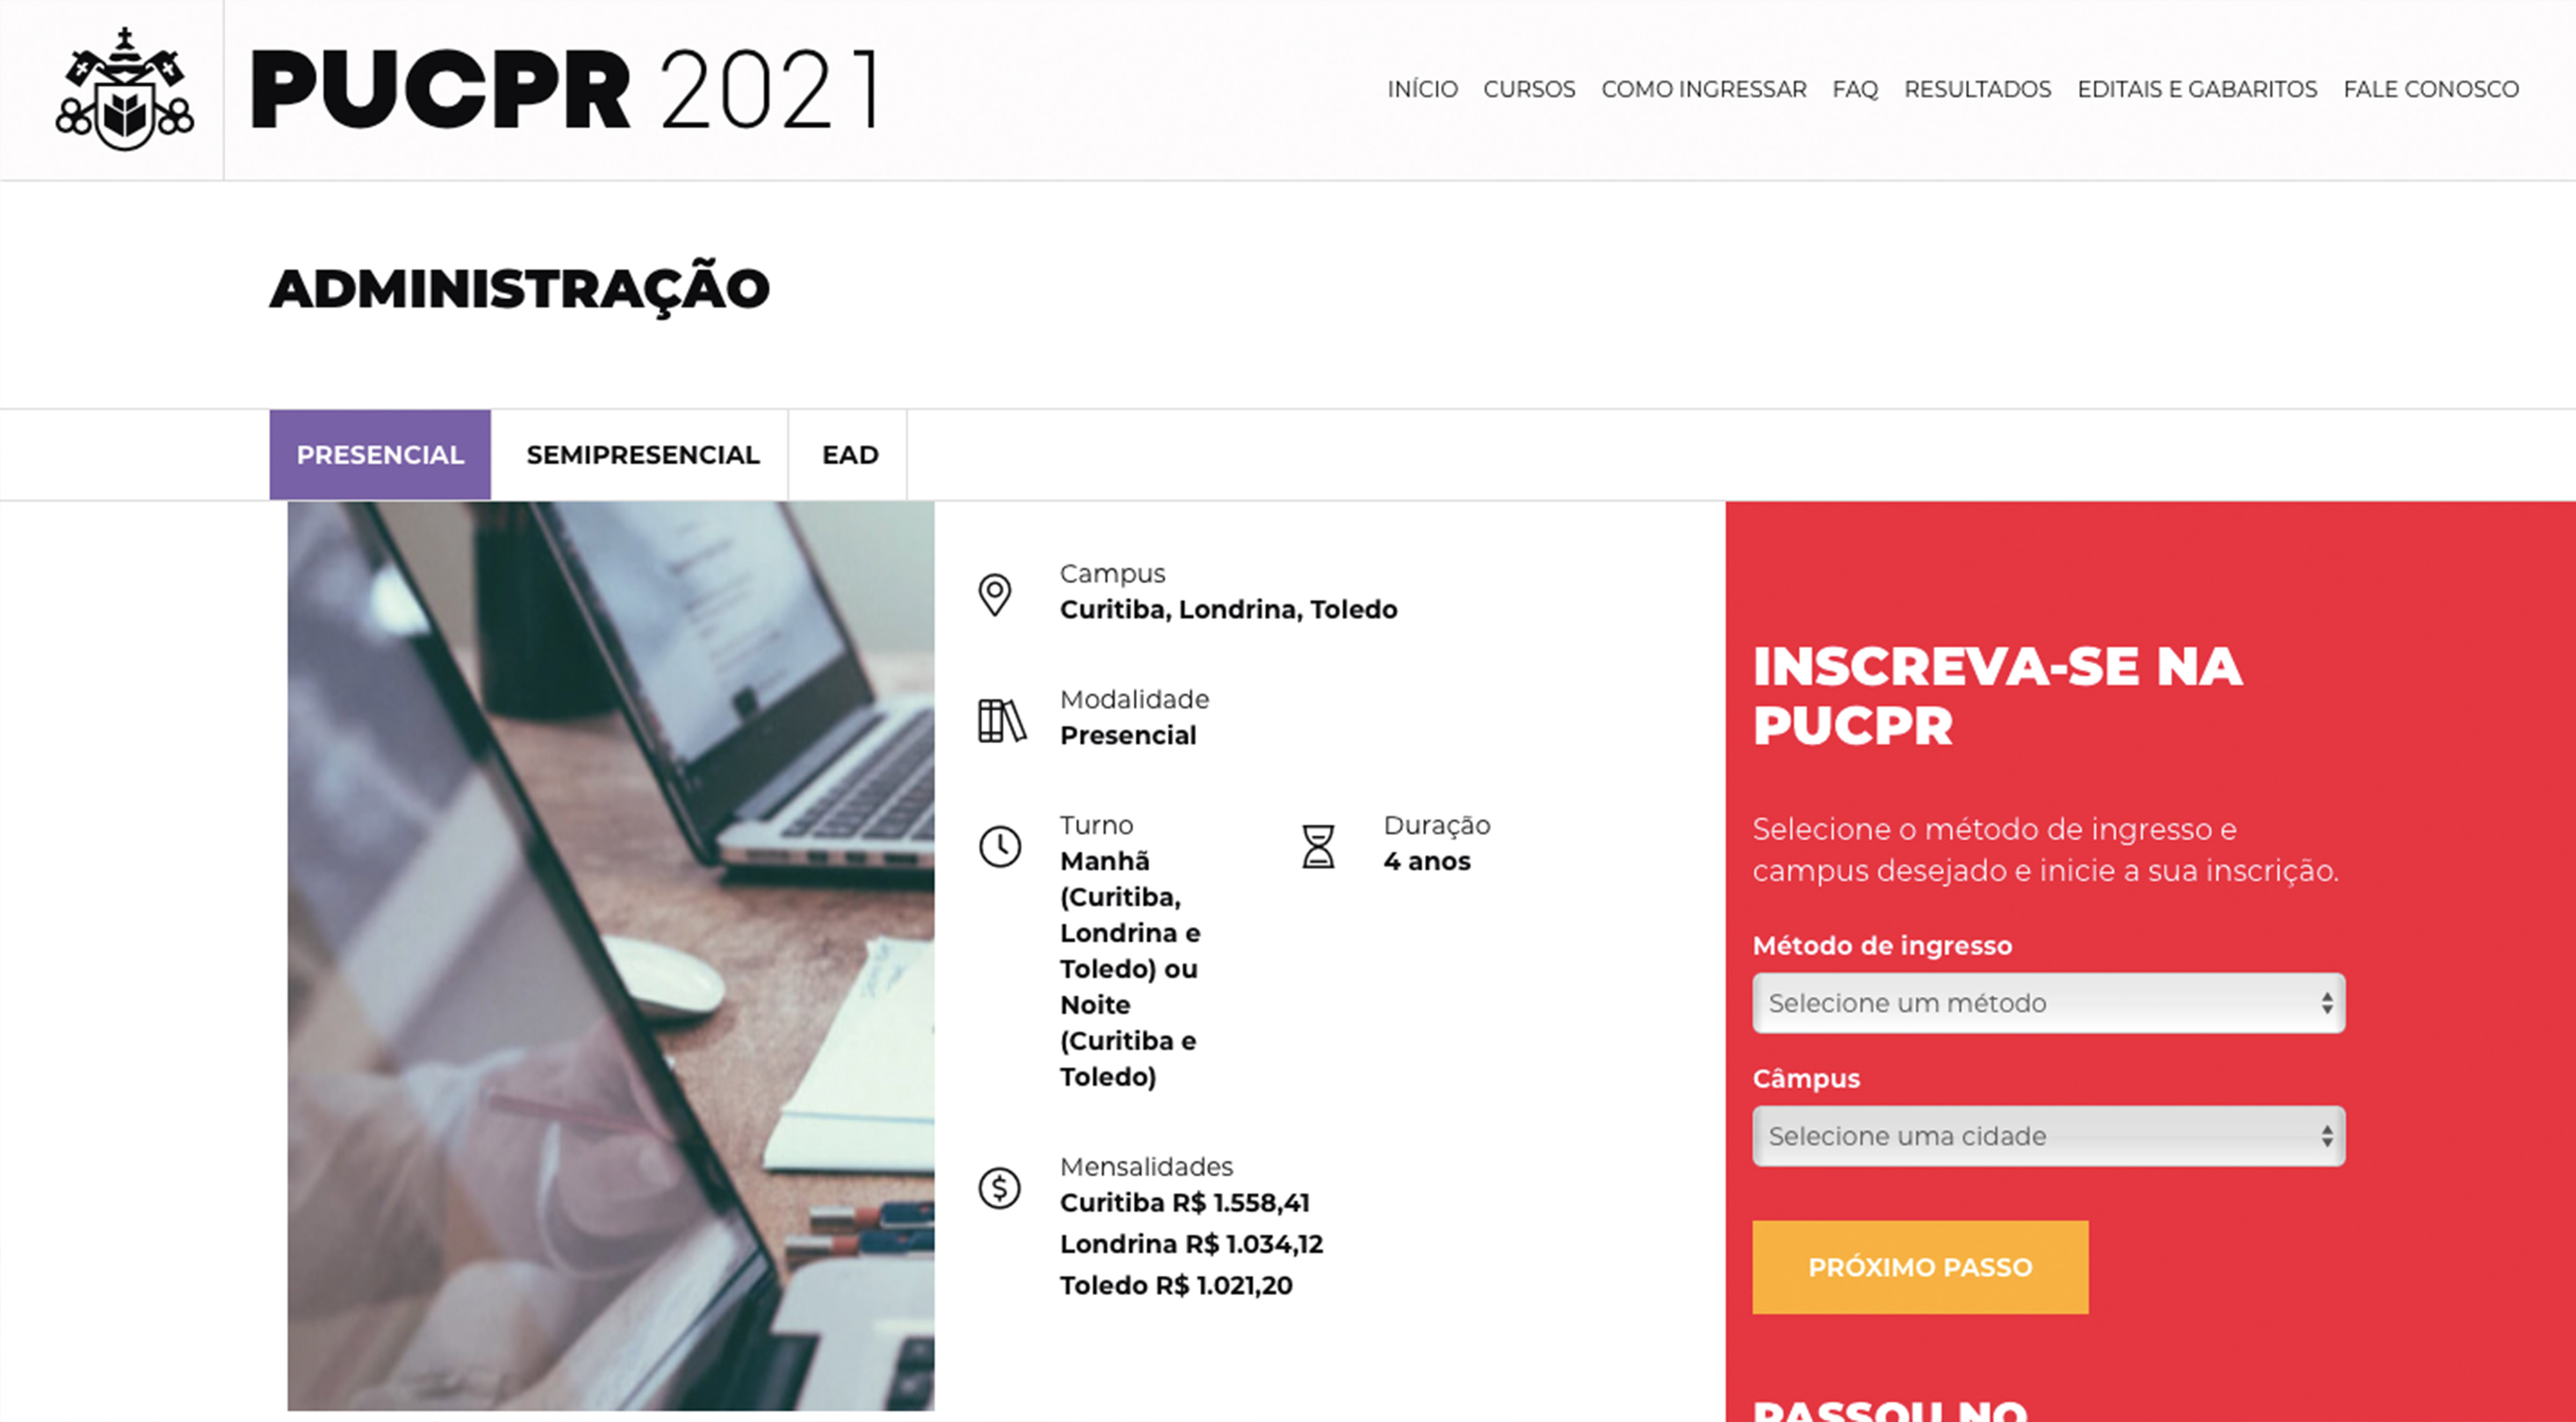 PUCPR 2021
INÍCIO CURSOS COMO INGRESSAR FAQ RESULTADOS EDITAIS E GABARITOS FALE CONOSCO
ADMINISTRAÇÃO
PRESENCIAL SEMIPRESENCIAL EAD
Campus
Curitiba, Londrina, Toledo
Modalidade
Presencial
Turno
Manhã
(Curitiba,
Londrina e
Toledo) ou
Noite
(Curitiba e
Toledo)
Duração
4 anos
Mensalidades
Curitiba R$ 1.558,41
Londrina R$ 1.034,12
Toledo R$ 1.021,20
INSCREVA-SE NA
PUCPR
Selecione o método de ingresso e
campus desejado e inicie a sua inscrição.
Método de ingresso
Selecione um método
Câmpus
Selecione uma cidade
PRÓXIMO PASSO
PASSOU NO